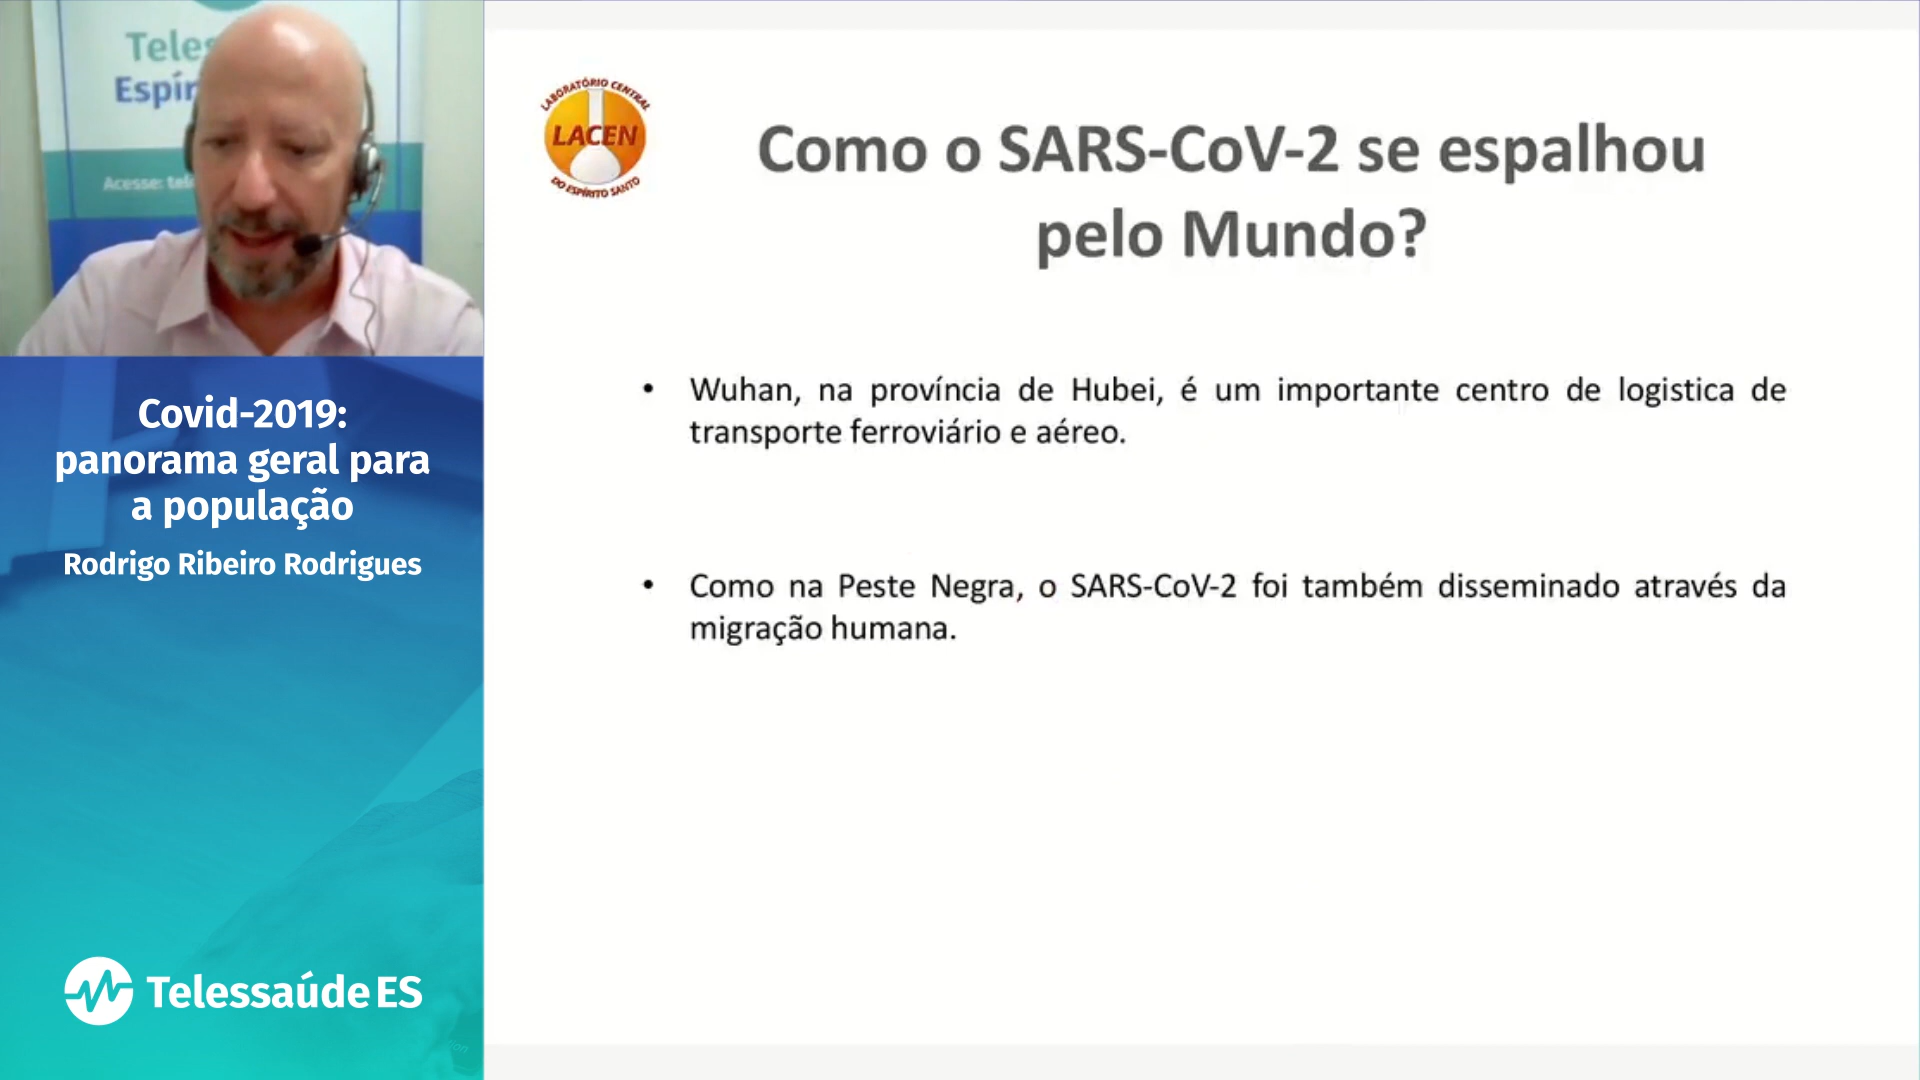 Teles
Espír
Acesse: tel
Covid-2019:
panorama geral para
a população
Rodrigo Ribeiro Rodrigues
TelessaúdeES
LABORATÓRIO CENTRAL
LACEN
DO ESPÍRITO SANTO
Como o SARS-CoV-2 se espalhou
pelo Mundo?
• Wuhan, na província de Hubei, é um importante centro de logistica de
transporte ferroviário e aéreo.
• Como na Peste Negra, o SARS-CoV-2 foi também disseminado através da
migração humana.